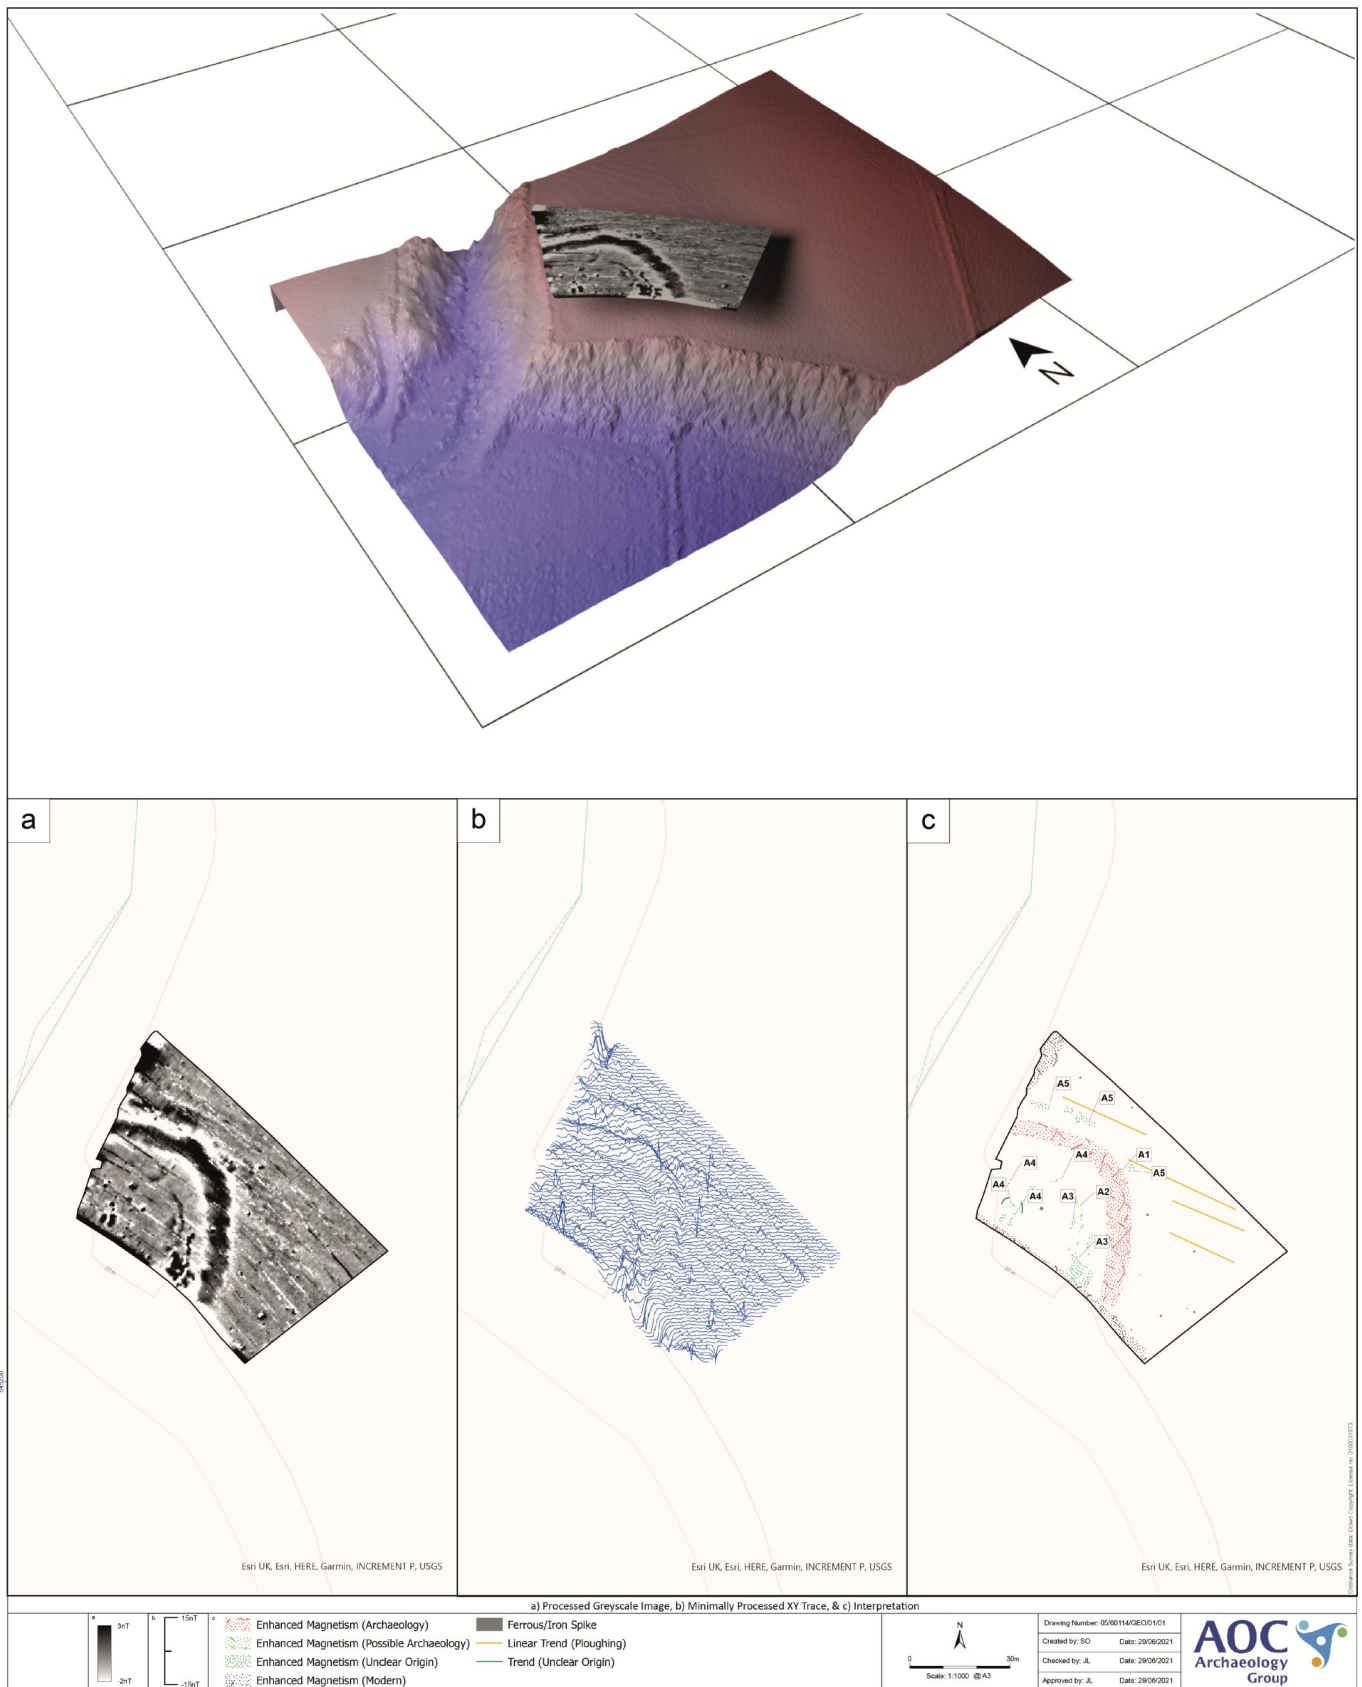 N
a
b
c
A5
A5
A4
A1
A4
A5
A4
A4
A3
A2
A3
Esri UK, Esri, HERE, Garmin, INCREMENT P, USGS
Esri UK, Esri, HERE, Garmin, INCREMENT P, USGS
Esri UK, Esri, HERE, Garmin, INCREMENT P, USGS
a) Processed Greyscale Image, b) Minimally Processed XY Trace, & c) Interpretation
a
3nT
-2nT
b
15nT
-15nT
c
Enhanced Magnetism (Archaeology)
Enhanced Magnetism (Possible Archaeology)
Enhanced Magnetism (Unclear Origin)
Enhanced Magnetism (Modern)
Ferrous/Iron Spike
Linear Trend (Ploughing)
Trend (Unclear Origin)
N
0 30m
Scale: 1:1000 @ A3
Drawing Number: 05/60114/GEO/01/01
Created by: SO Date: 29/06/2021
Checked by: JL Date: 29/06/2021
Approved by: JL Date: 29/06/2021
AOC
Archaeology
Group